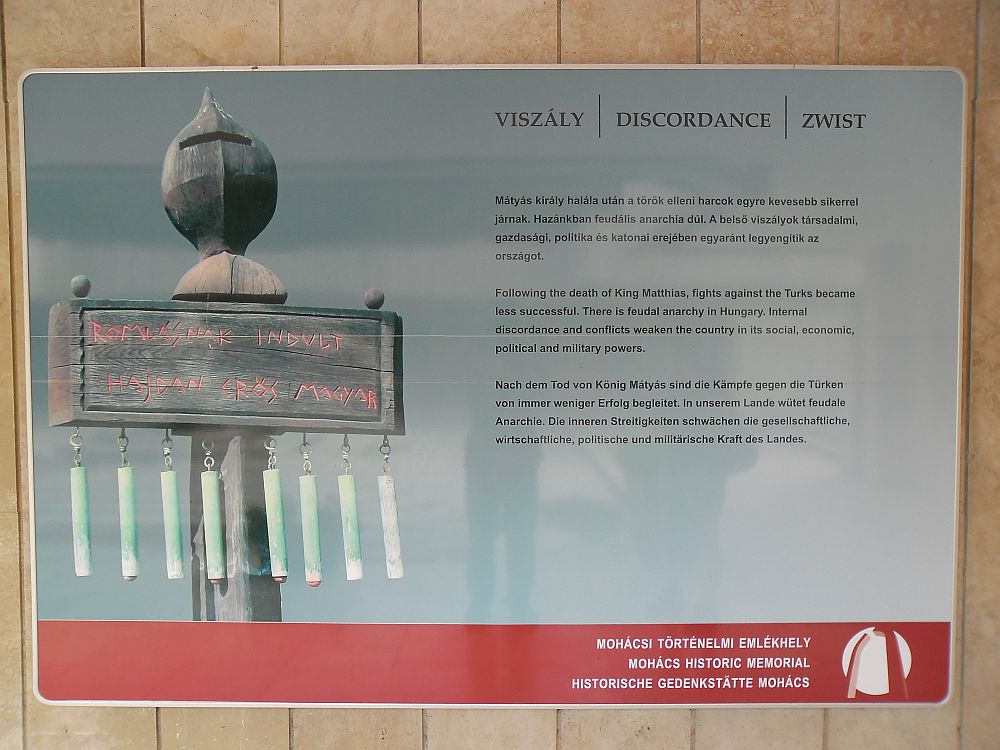 VISZÁLY | DISCORDANCE | ZWIST
Mátyás király halála után a török elleni harcok egyre kevesebb sikerrel
járnak. Hazánkban feudális anarchia dúl. A belső viszályok társadalmi,
gazdasági, politika és katonai erejében egyaránt legyengítik az
országot.
Following the death of King Matthias, fights against the Turks became
less successful. There is feudal anarchy in Hungary. Internal
discordance and conflicts weaken the country in its social, economic,
political and military powers.
Nach dem Tod von König Mátyás sind die Kämpfe gegen die Türken
von immer weniger Erfolg begleitet. In unserem Lande wütet feudale
Anarchie. Die inneren Streitigkeiten schwächen die gesellschaftliche,
wirtschaftliche, politische und militärische Kraft des Landes.
ROMLÁSNAK INDULT
HAJDAN ERŐS MAGYAR
MOHÁCSI TÖRTÉNELMI EMLÉKHELY
MOHÁCS HISTORIC MEMORIAL
HISTORISCHE GEDENKSTÄTTE MOHÁCS